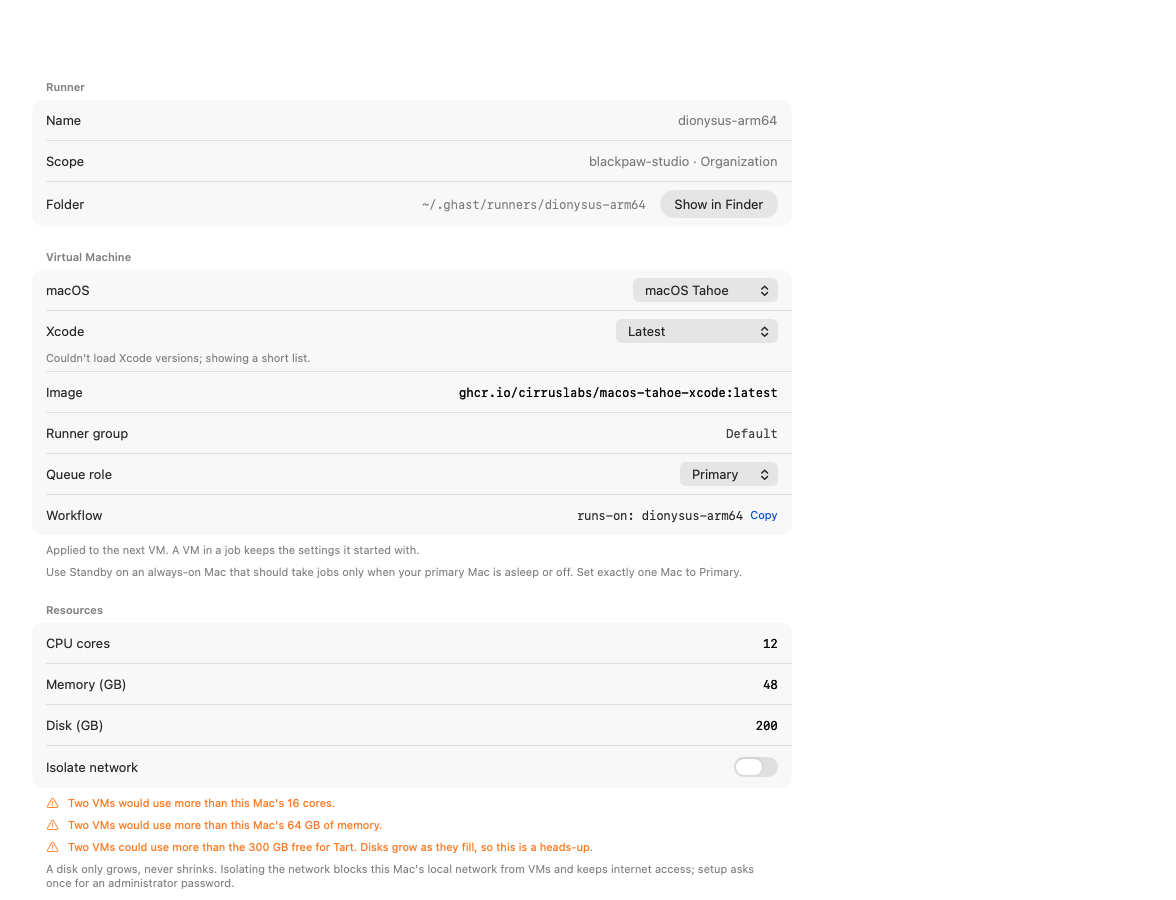 Runner
Name dionysus-arm64
Scope blackpaw-studio · Organization
Folder ~/.ghast/runners/dionysus-arm64 Show in Finder
Virtual Machine
macOS macOS Tahoe
Xcode Latest
Couldn't load Xcode versions; showing a short list.
Image ghcr.io/cirruslabs/macos-tahoe-xcode:latest
Runner group Default
Queue role Primary
Workflow runs-on: dionysus-arm64 Copy
Applied to the next VM. A VM in a job keeps the settings it started with.
Use Standby on an always-on Mac that should take jobs only when your primary Mac is asleep or off. Set exactly one Mac to Primary.
Resources
CPU cores 12
Memory (GB) 48
Disk (GB) 200
Isolate network
Two VMs would use more than this Mac's 16 cores.
Two VMs would use more than this Mac's 64 GB of memory.
Two VMs could use more than the 300 GB free for Tart. Disks grow as they fill, so this is a heads-up.
A disk only grows, never shrinks. Isolating the network blocks this Mac's local network from VMs and keeps internet access; setup asks
once for an administrator password.